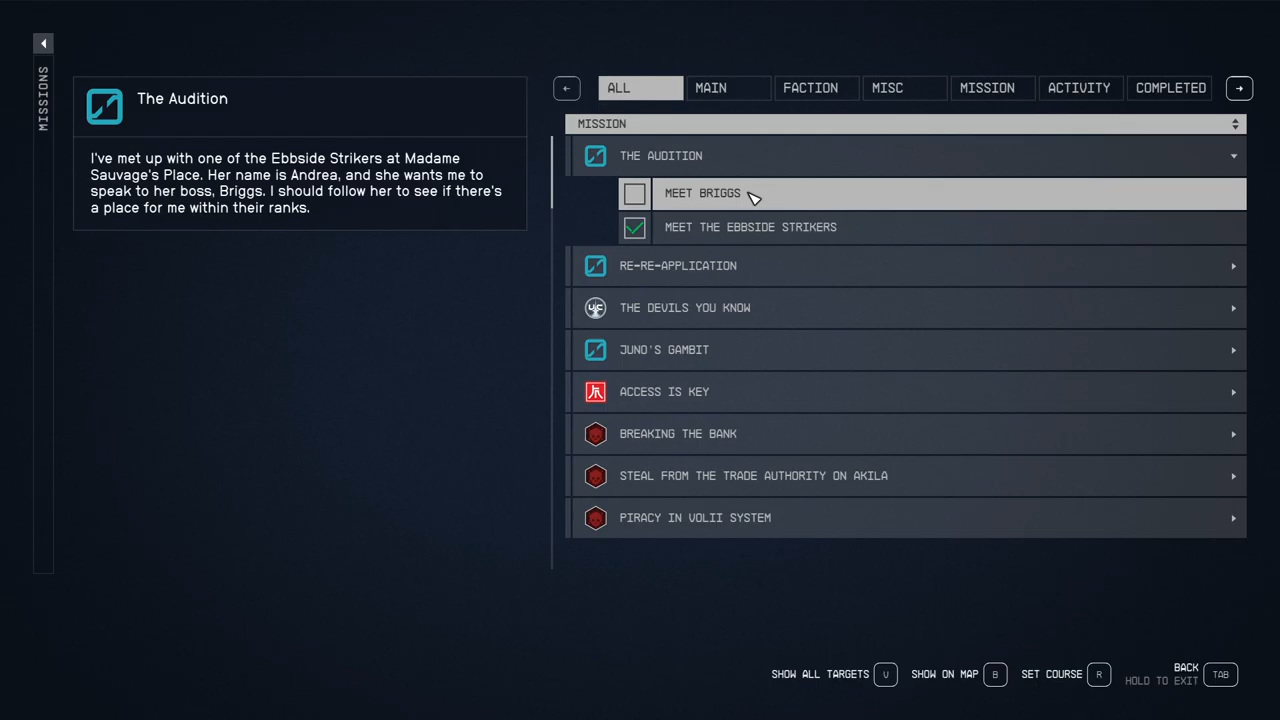 MISSIONS
The Audition
I've met up with one of the Ebbside Strikers at Madame
Sauvage's Place. Her name is Andrea, and she wants me to
speak to her boss, Briggs. I should follow her to see if there's
a place for me within their ranks.
ALL
MAIN
FACTION
MISC
MISSION
ACTIVITY
COMPLETED
MISSION
THE AUDITION
MEET BRIGGS
MEET THE EBBSIDE STRIKERS
RE-RE-APPLICATION
UC
THE DEVILS YOU KNOW
JUNO'S GAMBIT
ACCESS IS KEY
BREAKING THE BANK
STEAL FROM THE TRADE AUTHORITY ON AKILA
PIRACY IN VOLII SYSTEM
SHOW ALL TARGETS V
SHOW ON MAP B
SET COURSE R
BACK
HOLD TO EXIT
TAB